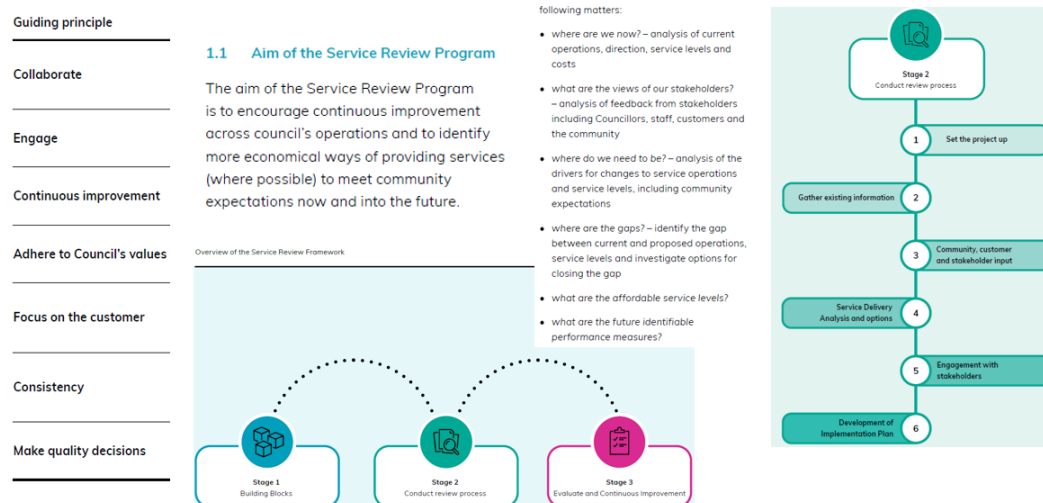 Guiding principle
Collaborate
Engage
Continuous improvement
Adhere to Council's values
Focus on the customer
Consistency
Make quality decisions
1.1 Aim of the Service Review Program
The aim of the Service Review Program
is to encourage continuous improvement
across council's operations and to identify
more economical ways of providing services
(where possible) to meet community
expectations now and into the future.
Overview of the Service Review Framework
following matters:
• where are we now? – analysis of current
operations, direction, service levels and
costs
• what are the views of our stakeholders?
– analysis of feedback from stakeholders
including Councillors, staff, customers and
the community
• where do we need to be? – analysis of the
drivers for changes to service operations
and service levels, including community
expectations
• where are the gaps? – identify the gap
between current and proposed operations,
service levels and investigate options for
closing the gap
• what are the affordable service levels?
• what are the future identifiable
performance measures?
Stage 1
Building Blocks
Stage 2
Conduct review process
Stage 3
Evaluate and Continuous Improvement
Stage 2
Conduct review process
1 Set the project up
Gather existing information 2
3 Community, customer
and stakeholder input
Service Delivery
Analysis and options 4
5 Engagement with
stakeholders
Development of
Implementation Plan 6